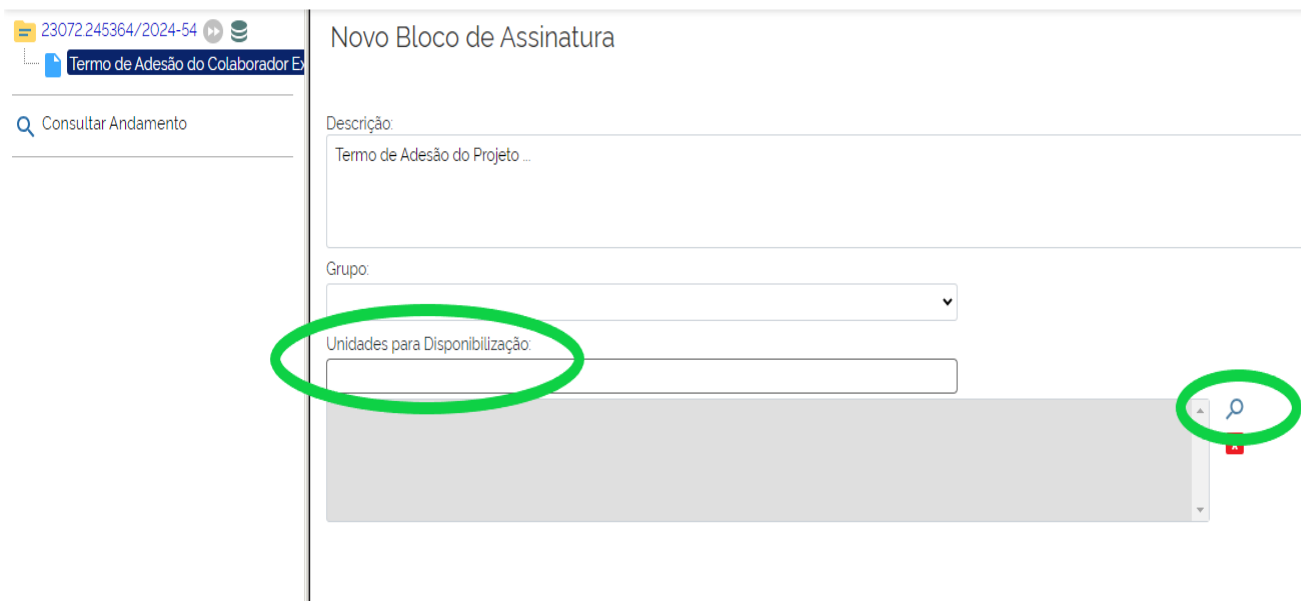 23072.245364/2024-54
Termo de Adesão do Colaborador Ex
Consultar Andamento
Novo Bloco de Assinatura
Descrição:
Termo de Adesão do Projeto ...
Grupo:
Unidades para Disponibilização: